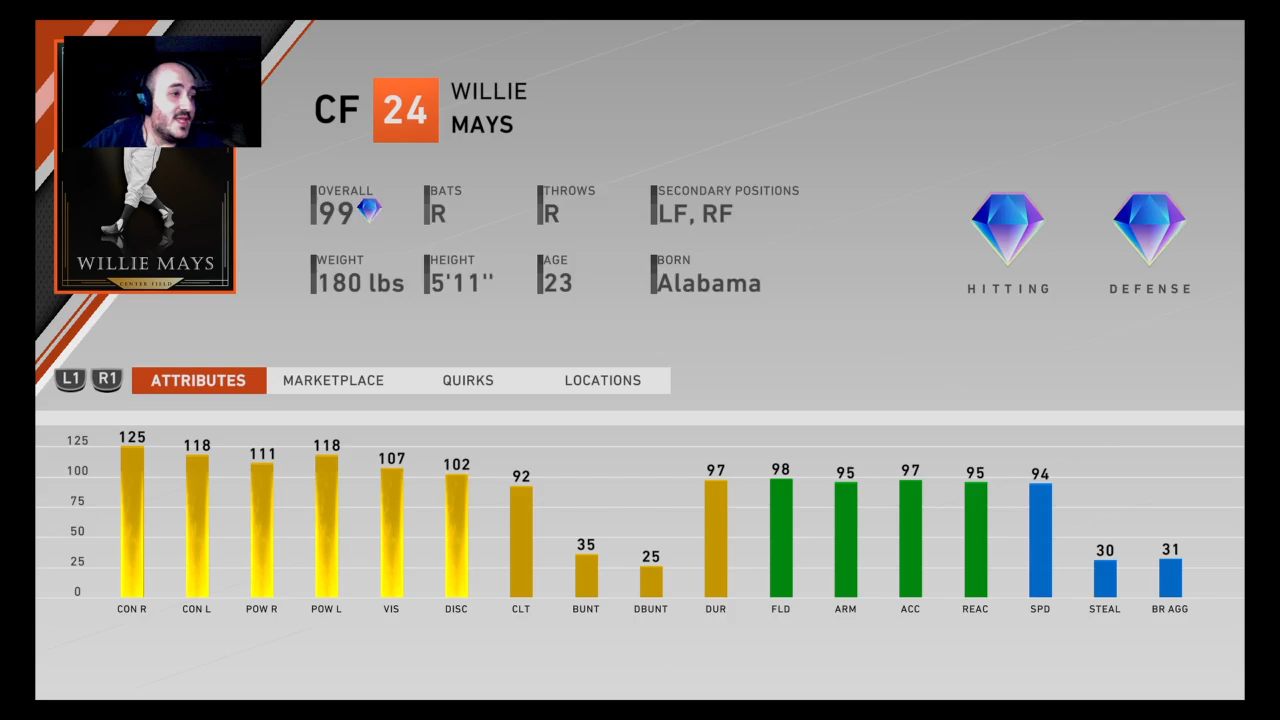 CF 24 WILLIE
MAYS
OVERALL BATS THROWS SECONDARY POSITIONS
99 R R LF, RF
WEIGHT HEIGHT AGE BORN
180 lbs 5'11'' 23 Alabama
WILLIE MAYS
CENTER FIELD
HITTING DEFENSE
L1 R1 ATTRIBUTES MARKETPLACE QUIRKS LOCATIONS
125
100
75
50
25
0
125 118 111 118 107 102 92 35 25 97 98 95 97 95 94 30 31
CON R CON L POW R POW L VIS DISC CLT BUNT DBUNT DUR FLD ARM ACC REAC SPD STEAL BR AGG